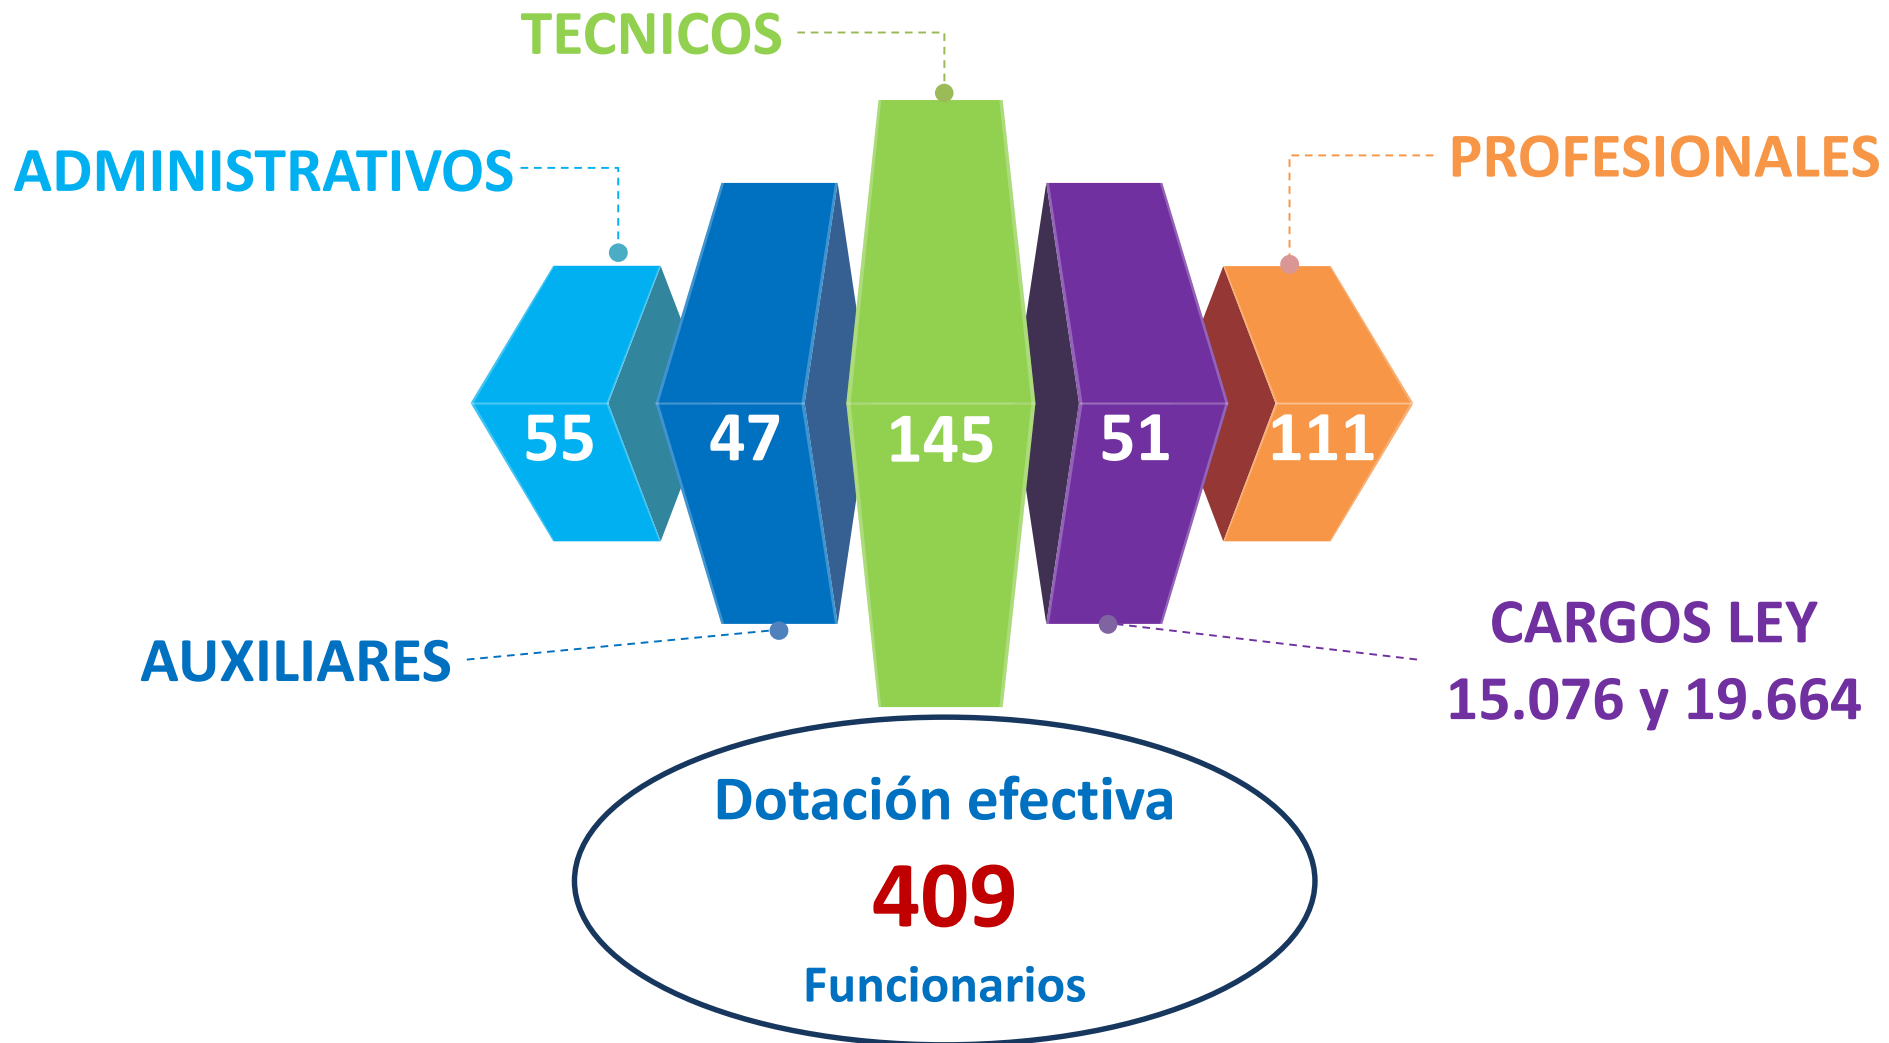 TECNICOS
ADMINISTRATIVOS
PROFESIONALES
55
47
145
51
111
AUXILIARES
CARGOS LEY
15.076 y 19.664
Dotación efectiva
409
Funcionarios